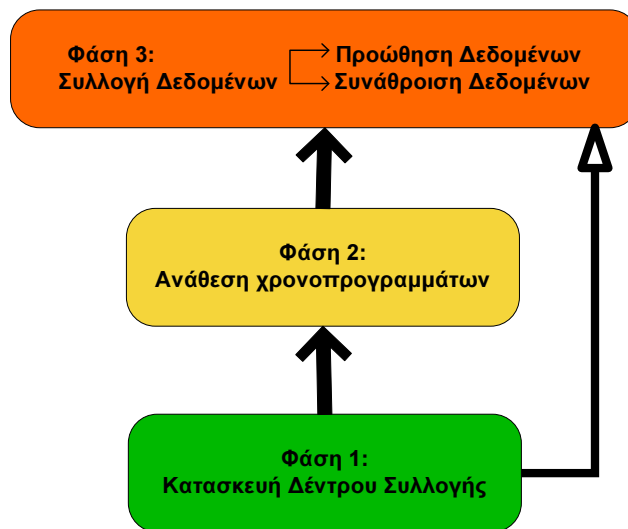 Φάση 3:
Συλλογή Δεδομένων
Προώθηση Δεδομένων
Συνάθροιση Δεδομένων
Φάση 2:
Ανάθεση χρονοπρογραμμάτων
Φάση 1:
Κατασκευή Δέντρου Συλλογής